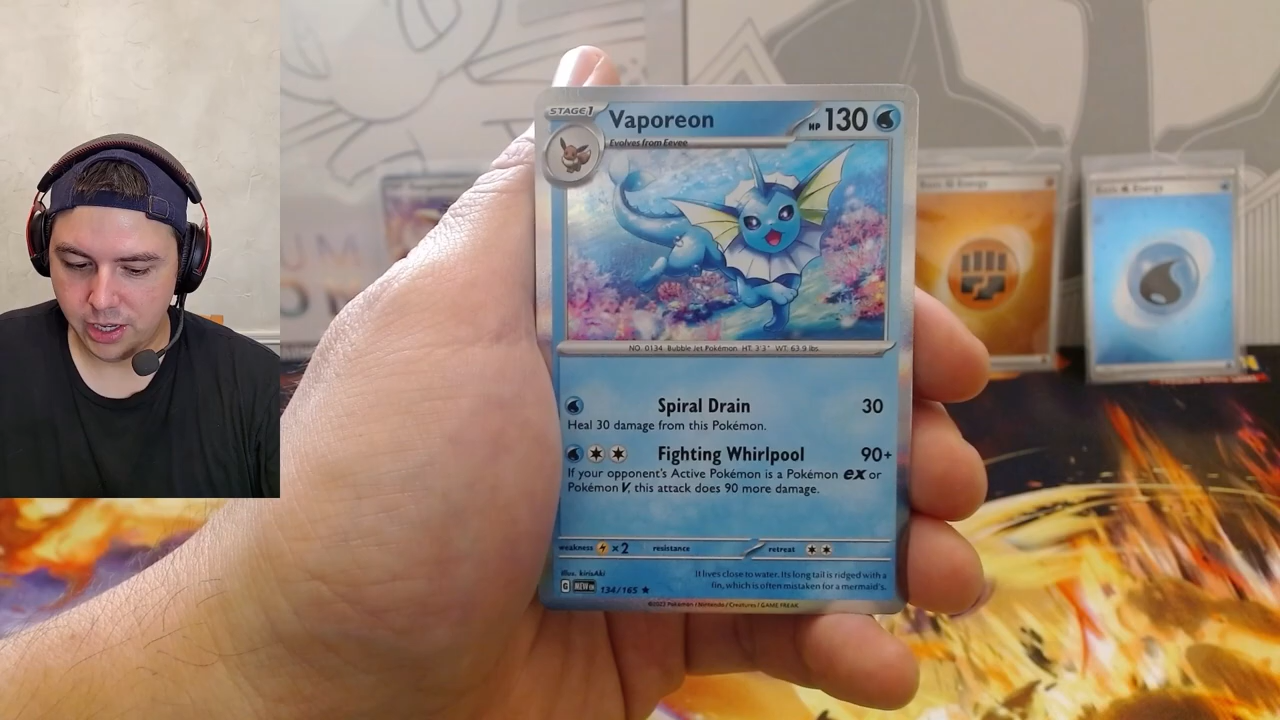 STAGE1
Vaporeon
HP 130
Evolves from Eevee
NO. 0134 Bubble Jet Pokémon HT: 3'3" WT: 63.9 lbs.
Spiral Drain 30
Heal 30 damage from this Pokémon.
Fighting Whirlpool 90+
If your opponent's Active Pokémon is a Pokémon ex or
Pokémon V, this attack does 90 more damage.
weakness ×2 resistance retreat
Illus. kirisAki
It lives close to water. Its long tail is ridged with a
fin, which is often mistaken for a mermaid's.
G MEW EN 134/165 ★
©2023 Pokémon / Nintendo / Creatures / GAME FREAK
Basic Energy
Basic Energy
UM